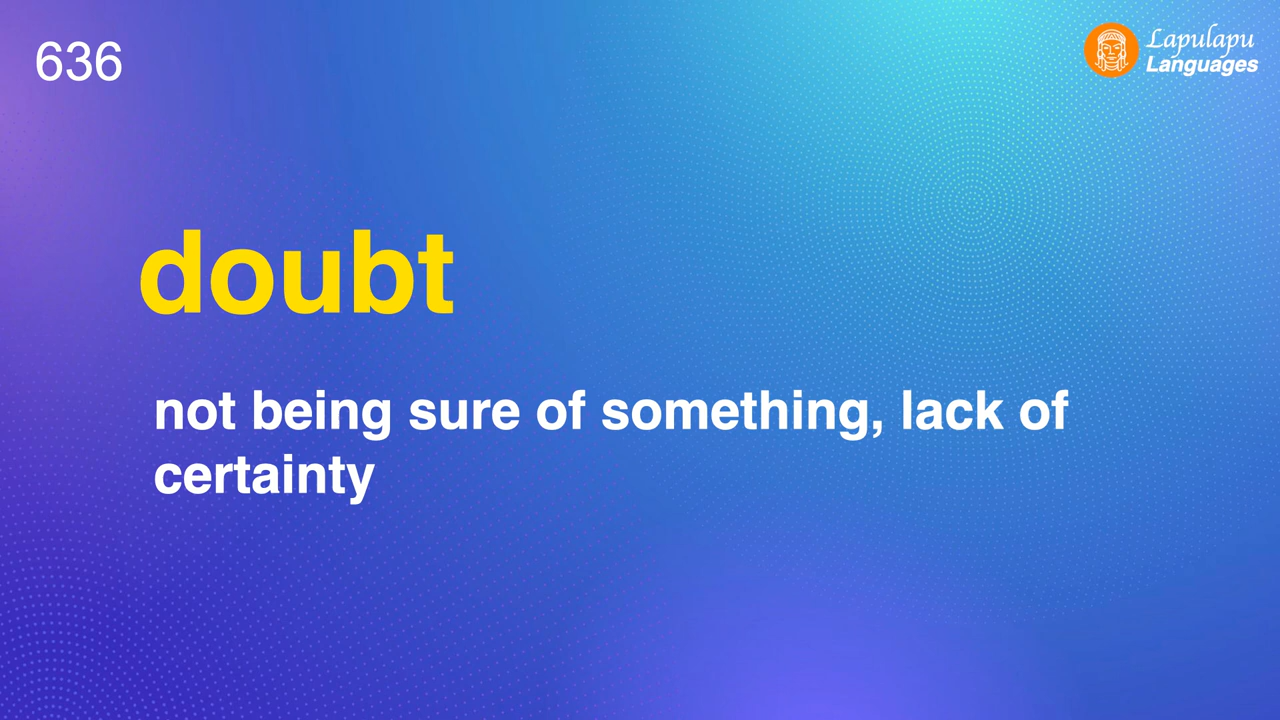 636
Lapulapu
Languages
doubt
not being sure of something, lack of
certainty